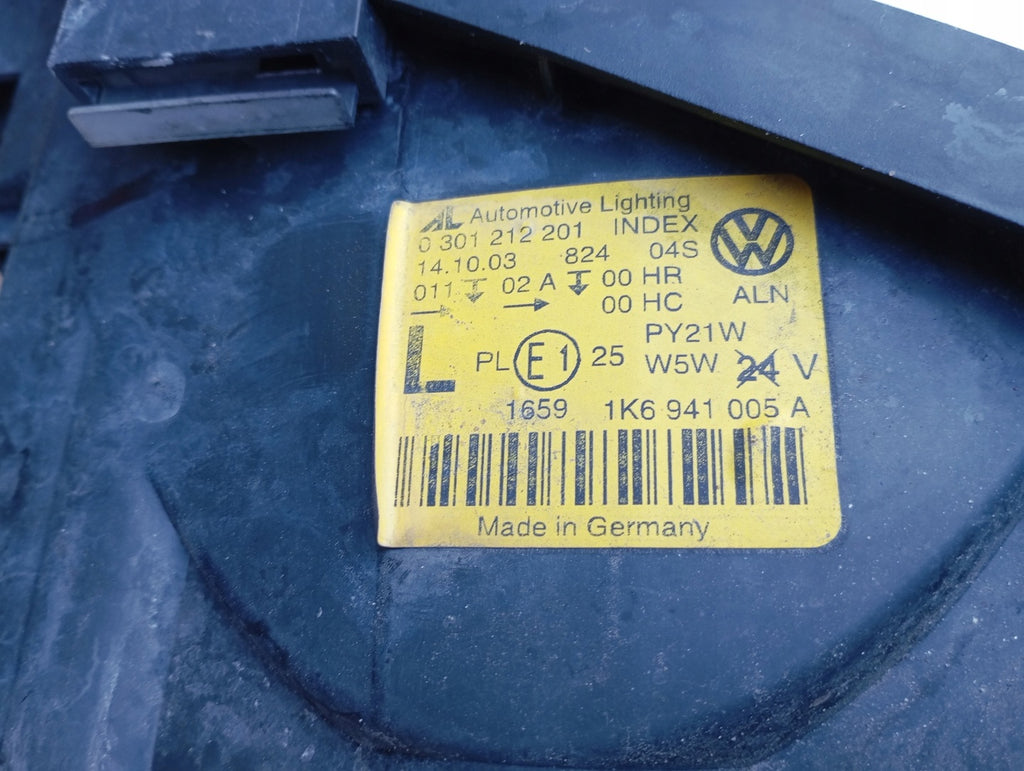 AL Automotive Lighting
0 301 212 201 INDEX
14.10.03 824 04S
011 02 A 00 HR
00 HC ALN
L PL E1 25 PY21W
W5W 24 V
1659 1K6 941 005 A
Made in Germany
VW